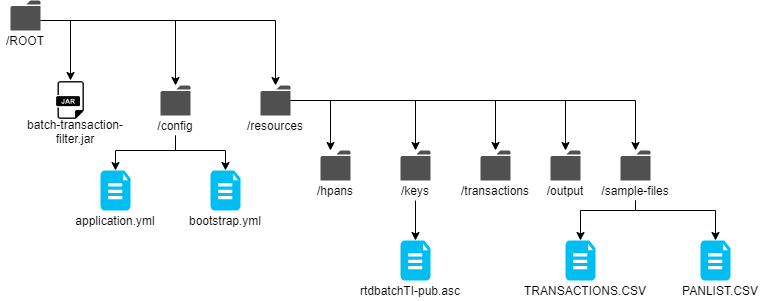 /ROOT
JAR
batch-transaction-
filter.jar
/config
/resources
application.yml
bootstrap.yml
/hpans
/keys
/transactions
/output
/sample-files
rtdbatchTI-pub.asc
TRANSACTIONS.CSV
PANLIST.CSV